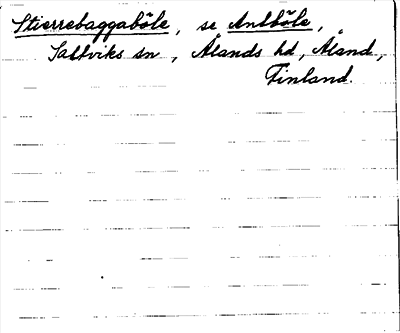 Stierrebaggaböle, se Antböle,
Saltviks sn, Ålands hd, Åland,
Finland.